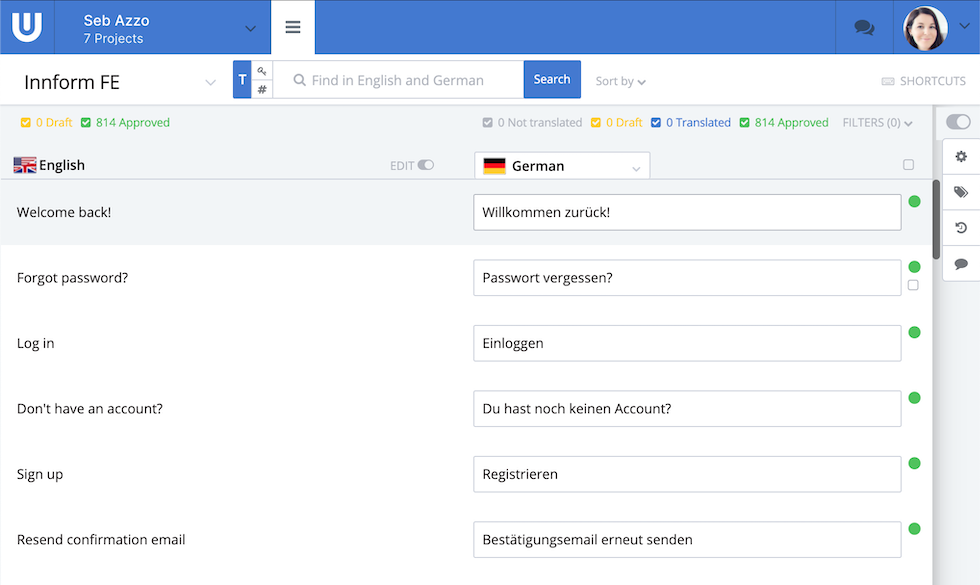 U
Seb Azzo
7 Projects
Innform FE
T
#
Find in English and German
Search
Sort by
SHORTCUTS
0 Draft 814 Approved
0 Not translated 0 Draft 0 Translated 814 Approved FILTERS (0)
English EDIT German
Welcome back! Willkommen zurück!
Forgot password? Passwort vergessen?
Log in Einloggen
Don't have an account? Du hast noch keinen Account?
Sign up Registrieren
Resend confirmation email Bestätigungsemail erneut senden